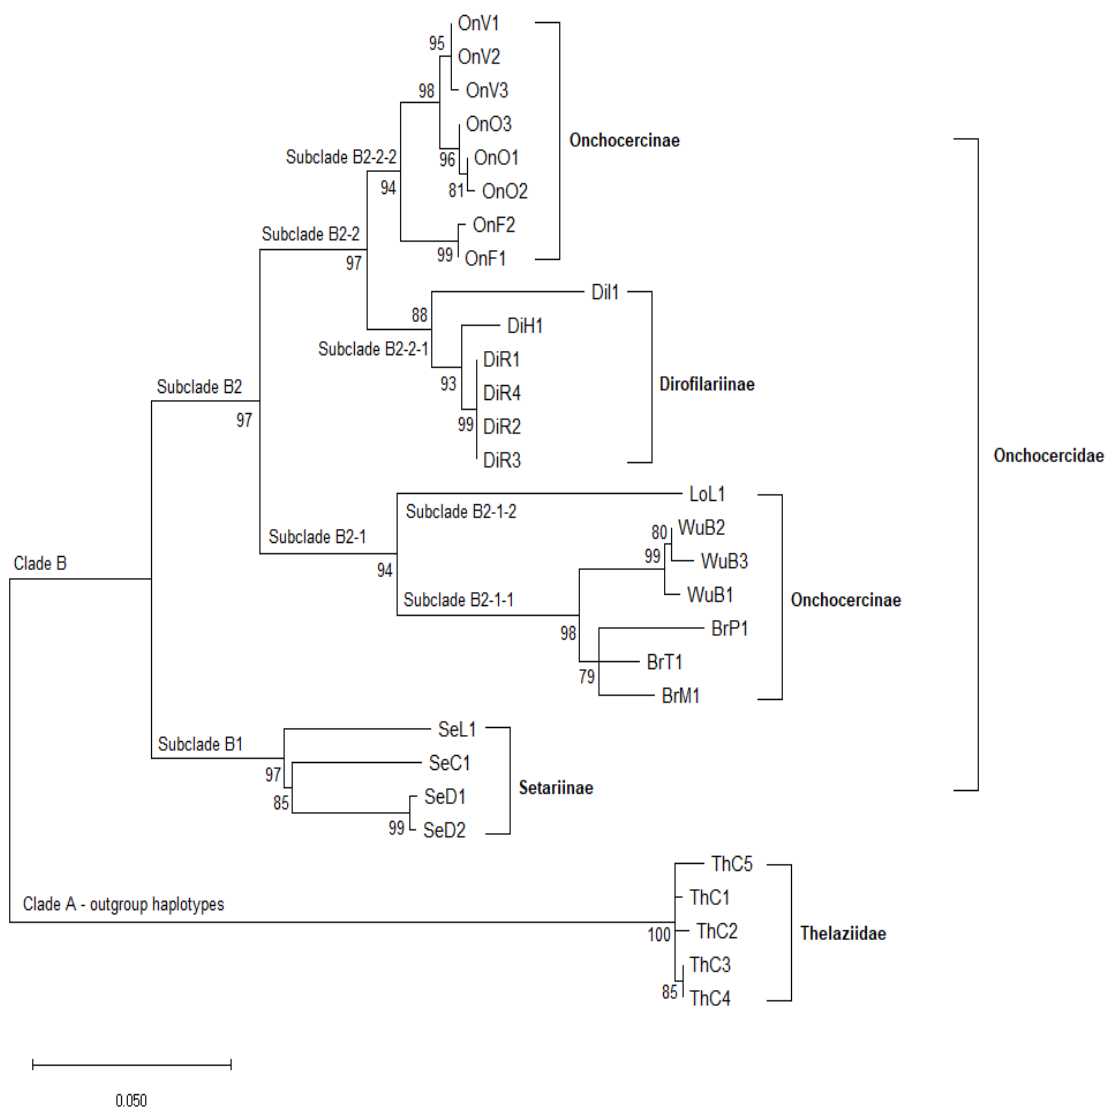 OnV1
95
OnV2
98
OnV3
OnO3
Onchocercinae
Subclade B2-2-2
96
OnO1
94
81
OnO2
OnF2
Subclade B2-2
97
99
OnF1
DiI1
88
DiH1
Subclade B2-2-1
DiR1
93
Dirofilariinae
DiR4
Subclade B2
97
99
DiR2
DiR3
Onchocercidae
LoL1
Subclade B2-1-2
80
WuB2
Subclade B2-1
99
WuB3
Clade B
94
WuB1
Subclade B2-1-1
Onchocercinae
98
BrP1
BrT1
79
BrM1
SeL1
Subclade B1
97
SeC1
Setariinae
85
SeD1
99
SeD2
ThC5
Clade A - outgroup haplotypes
ThC1
100
ThC2
Thelaziidae
ThC3
85
ThC4
0.050